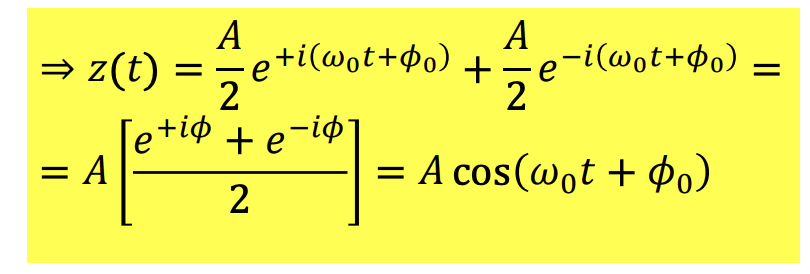 ⇒ z(t) = A/2 e^{+i(ω₀t+ϕ₀)} + A/2 e^{−i(ω₀t+ϕ₀)} =
= A [(e^{+iϕ} + e^{−iϕ})/2] = A cos(ω₀t + ϕ₀)